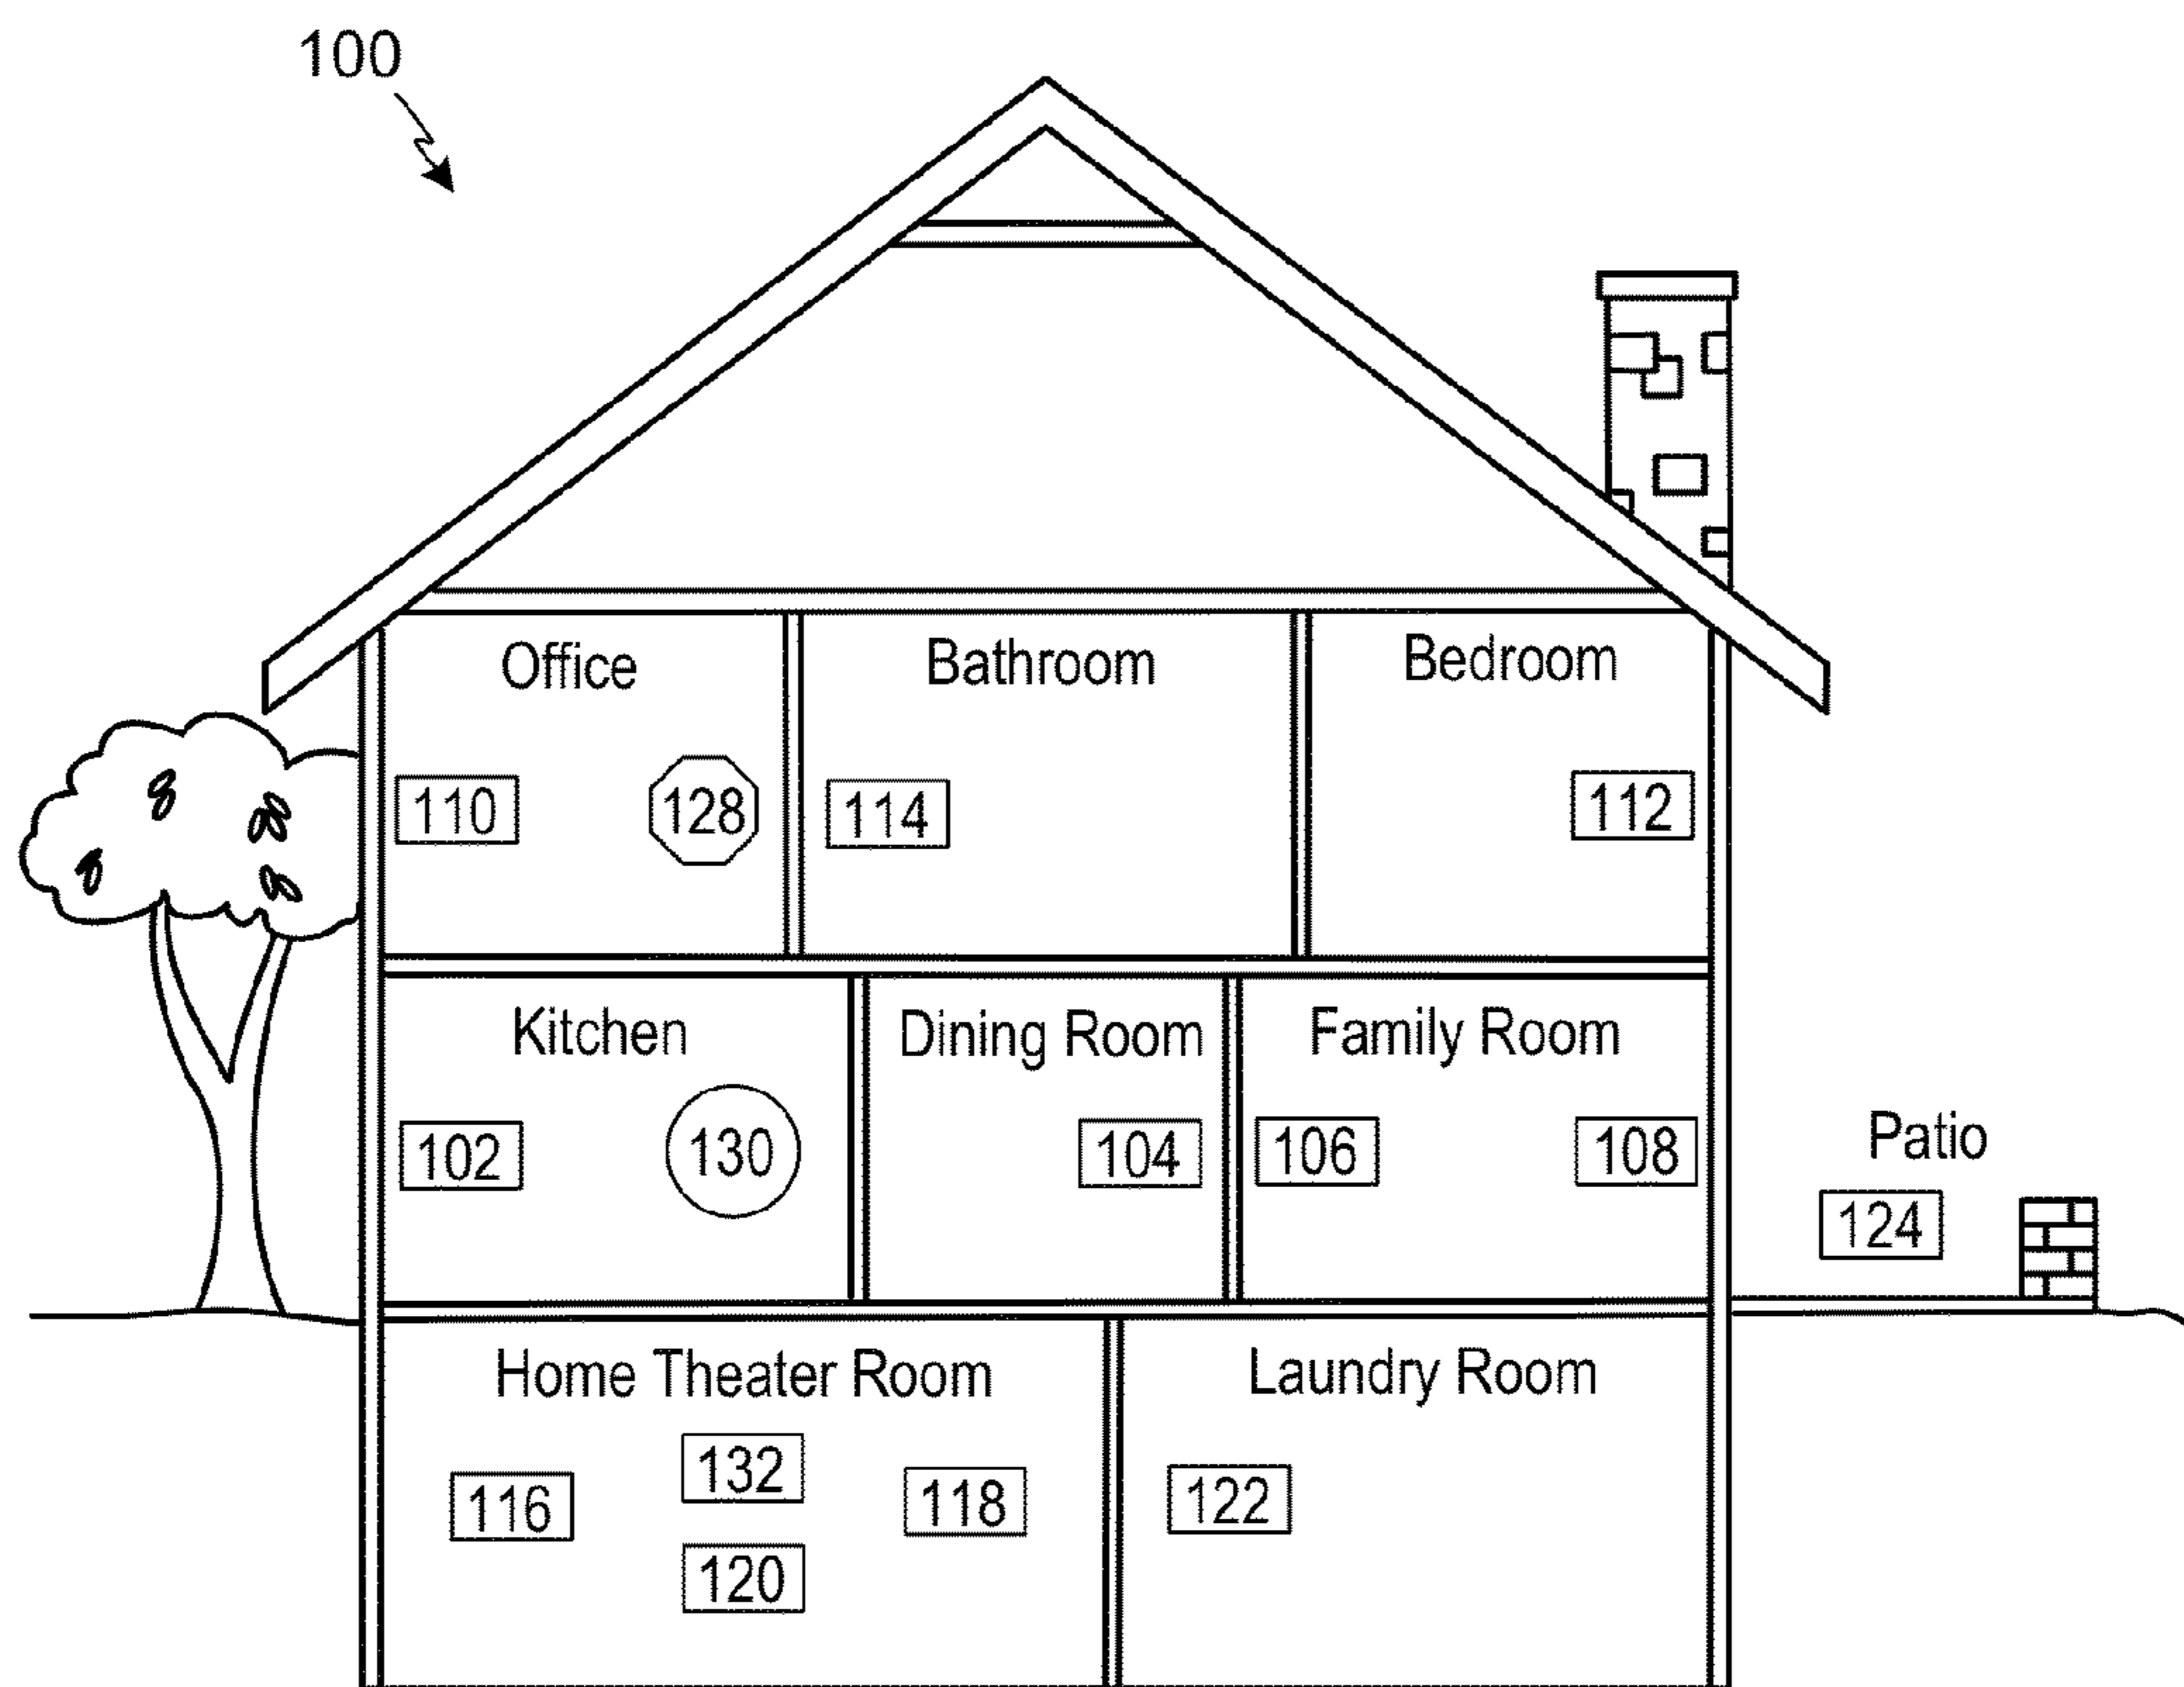 100
Office
Bathroom
Bedroom
110
128
114
112
Kitchen
Dining Room
Family Room
Patio
102
130
104
106
108
124
Home Theater Room
Laundry Room
116
132
118
120
122